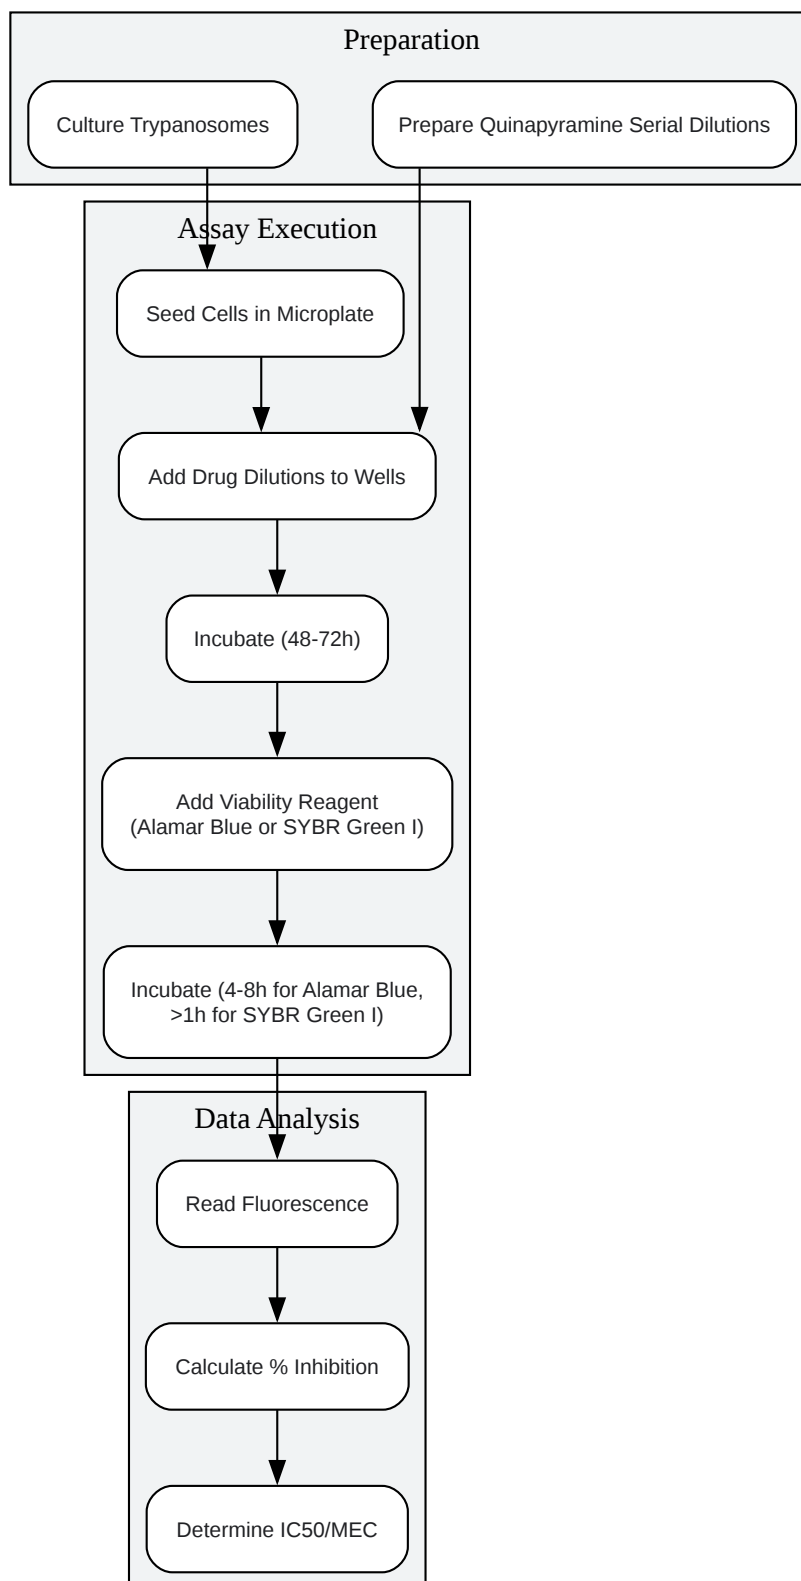 Preparation
Culture Trypanosomes
Prepare Quinapyramine Serial Dilutions
Assay Execution
Seed Cells in Microplate
Add Drug Dilutions to Wells
Incubate (48-72h)
Add Viability Reagent
(Alamar Blue or SYBR Green I)
Incubate (4-8h for Alamar Blue,
>1h for SYBR Green I)
Data Analysis
Read Fluorescence
Calculate % Inhibition
Determine IC50/MEC